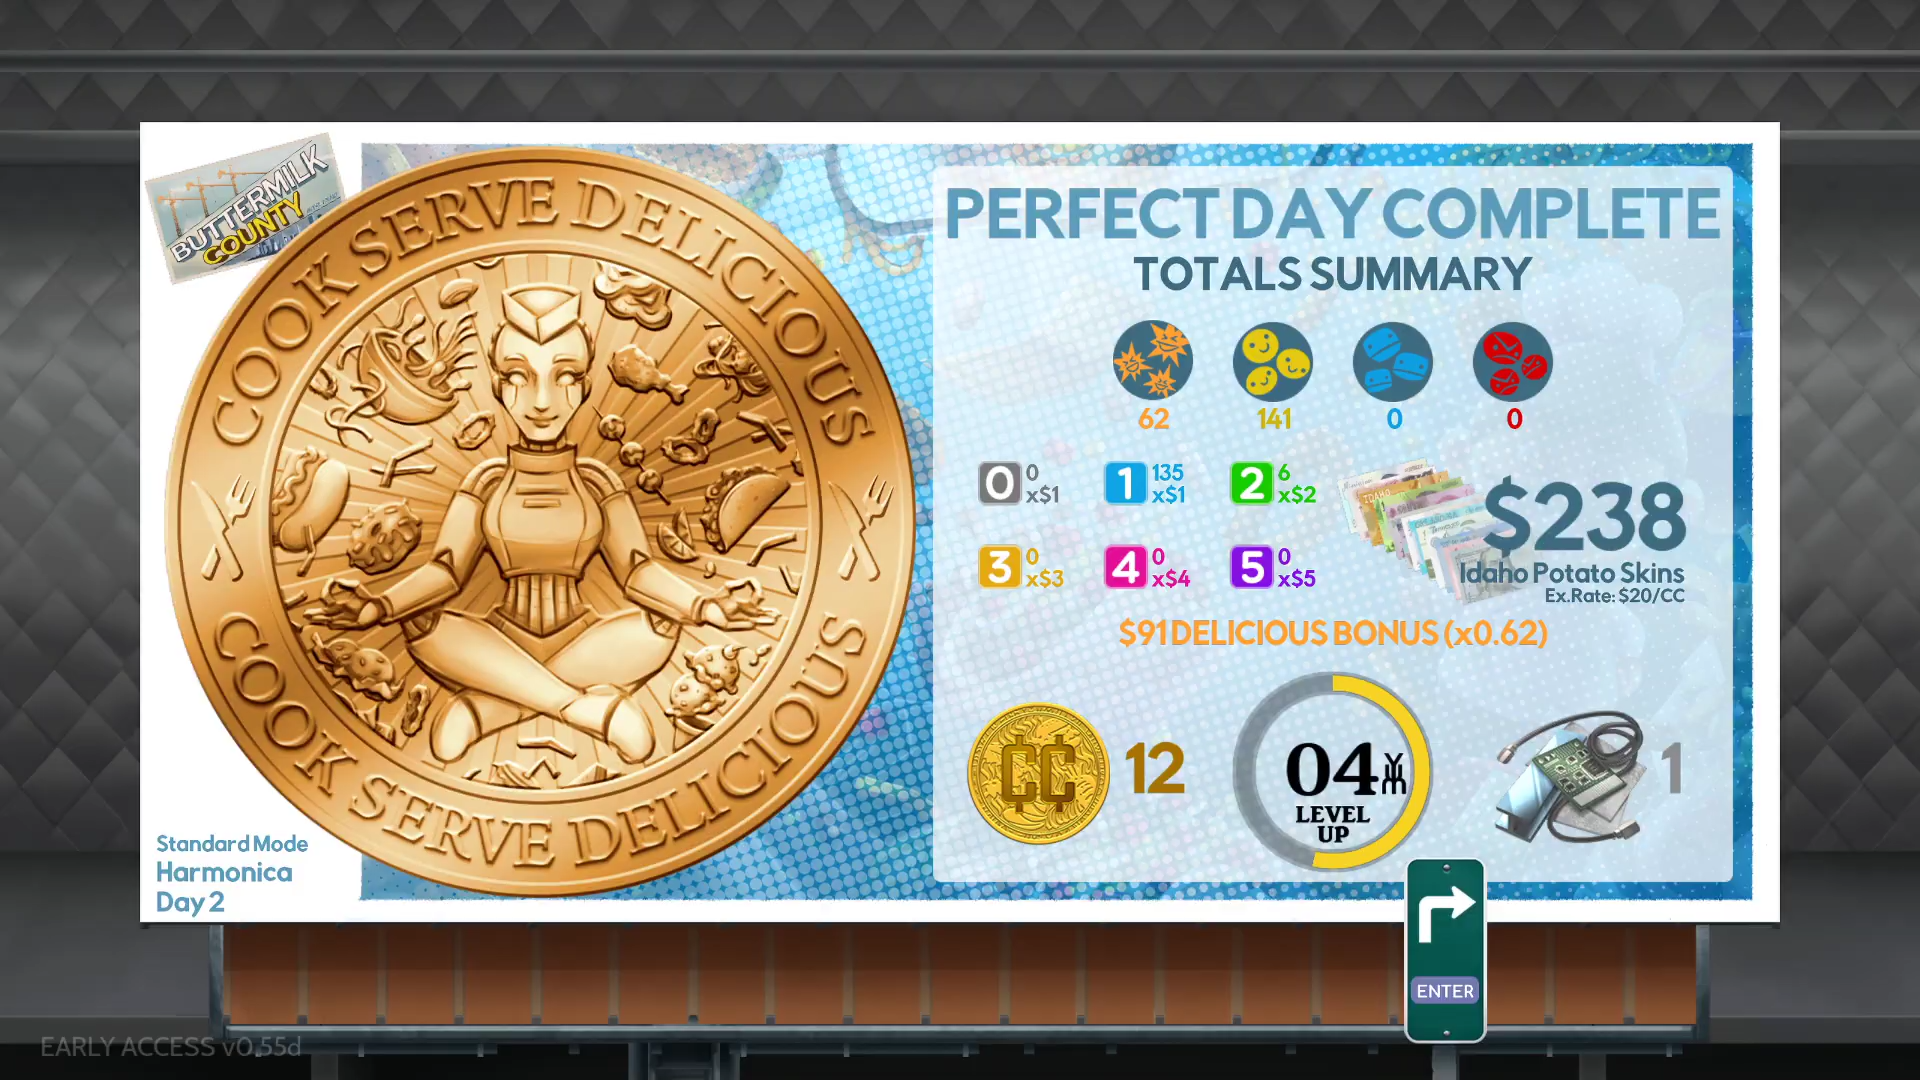 BUTTERMILK
COUNTY
COOK SERVE DELICIOUS
COOK SERVE DELICIOUS
PERFECT DAY COMPLETE
TOTALS SUMMARY
62 141 0 0
0 0 x$1
1 135 x$1
2 6 x$2
3 0 x$3
4 0 x$4
5 0 x$5
$238
Idaho Potato Skins
Ex.Rate: $20/CC
$91 DELICIOUS BONUS (x0.62)
CC 12
04
LEVEL
UP
1
Standard Mode
Harmonica
Day 2
ENTER
EARLY ACCESS v0.55d